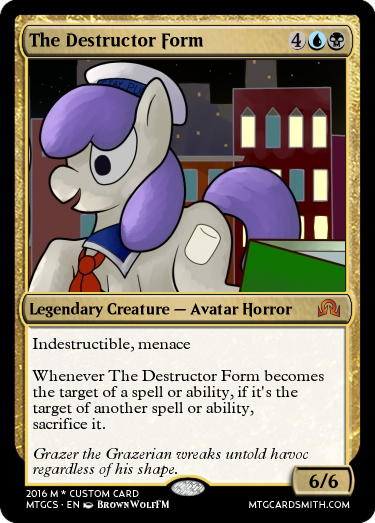 The Destructor Form 4
Legendary Creature — Avatar Horror
Indestructible, menace
Whenever The Destructor Form becomes
the target of a spell or ability, if it's the
target of another spell or ability,
sacrifice it.
Grazer the Grazerian wreaks untold havoc
regardless of his shape.
6/6
2016 M * CUSTOM CARD
MTGCS · EN BROWNWOLFFM
MTGCARDSMITH.COM